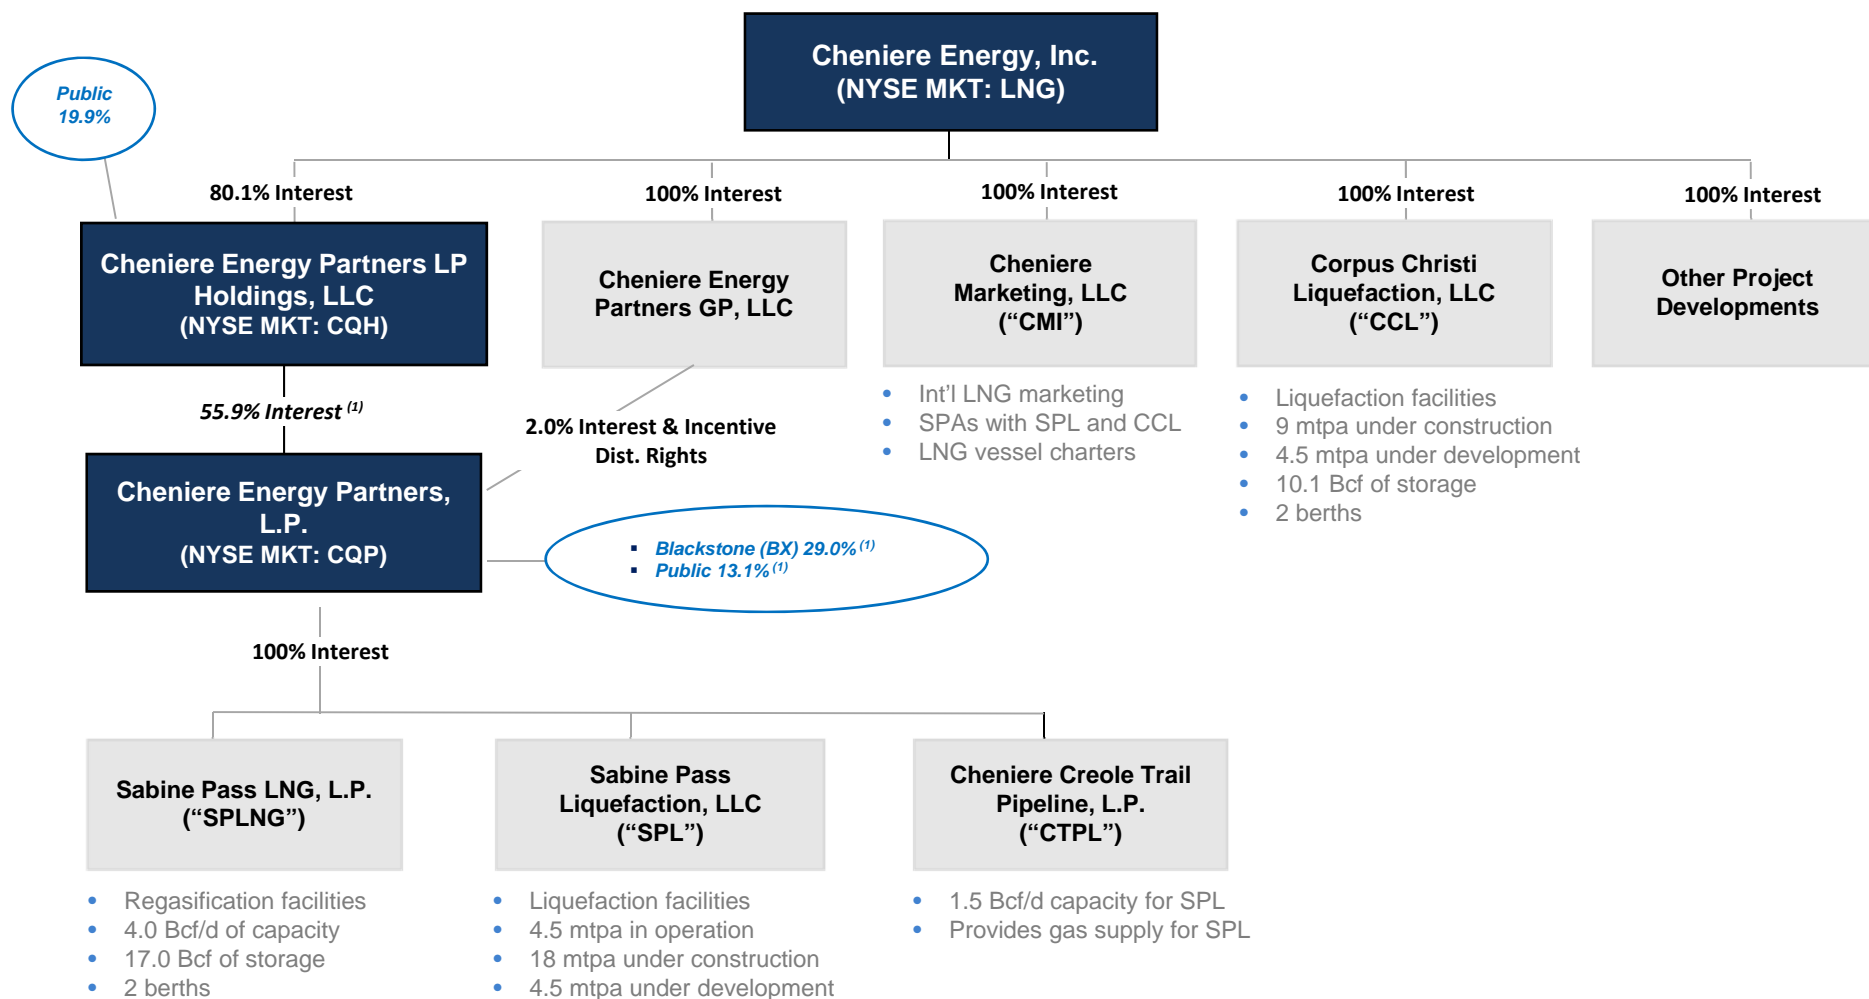 Cheniere Energy, Inc.
(NYSE MKT: LNG)
Public
19.9%
80.1% Interest
100% Interest
100% Interest
100% Interest
100% Interest
Cheniere Energy Partners LP
Holdings, LLC
(NYSE MKT: CQH)
Cheniere Energy
Partners GP, LLC
Cheniere
Marketing, LLC
(“CMI”)
Corpus Christi
Liquefaction, LLC
(“CCL”)
Other Project
Developments
• Int’l LNG marketing
• SPAs with SPL and CCL
• LNG vessel charters
• Liquefaction facilities
• 9 mtpa under construction
• 4.5 mtpa under development
• 10.1 Bcf of storage
• 2 berths
55.9% Interest (1)
2.0% Interest & Incentive
Dist. Rights
Cheniere Energy Partners,
L.P.
(NYSE MKT: CQP)
▪ Blackstone (BX) 29.0% (1)
▪ Public 13.1% (1)
100% Interest
Sabine Pass LNG, L.P.
(“SPLNG”)
Sabine Pass
Liquefaction, LLC
(“SPL”)
Cheniere Creole Trail
Pipeline, L.P.
(“CTPL”)
• Regasification facilities
• 4.0 Bcf/d of capacity
• 17.0 Bcf of storage
• 2 berths
• Liquefaction facilities
• 4.5 mtpa in operation
• 18 mtpa under construction
• 4.5 mtpa under development
• 1.5 Bcf/d capacity for SPL
• Provides gas supply for SPL